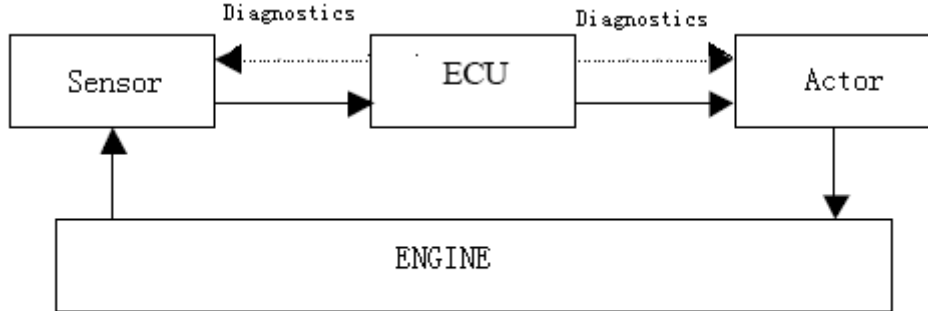 Diagnostics
Diagnostics
Sensor
ECU
Actor
ENGINE